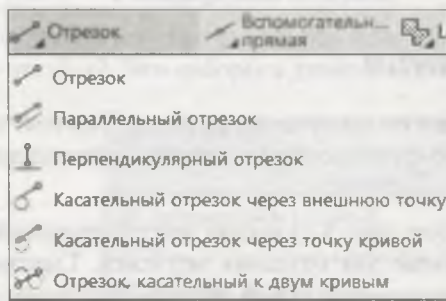 Отрезок
Вспомогательн...
прямая
Отрезок
Параллельный отрезок
Перпендикулярный отрезок
Касательный отрезок через внешнюю точку
Касательный отрезок через точку кривой
Отрезок, касательный к двум кривым